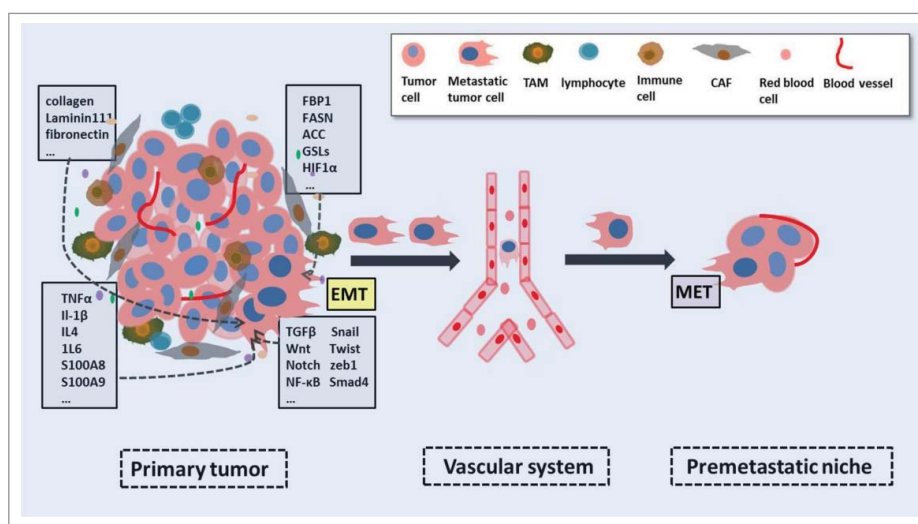 Tumor cell
Metastatic tumor cell
TAM
lymphocyte
Immune cell
CAF
Red blood cell
Blood vessel
collagen
Laminin111
fibronectin
...
FBP1
FASN
ACC
GSLs
HIF1α
...
TNFα
Il-1β
IL4
1L6
S100A8
S100A9
...
EMT
TGFβ Snail
Wnt Twist
Notch zeb1
NF-κB Smad4
...
MET
Primary tumor
Vascular system
Premetastatic niche